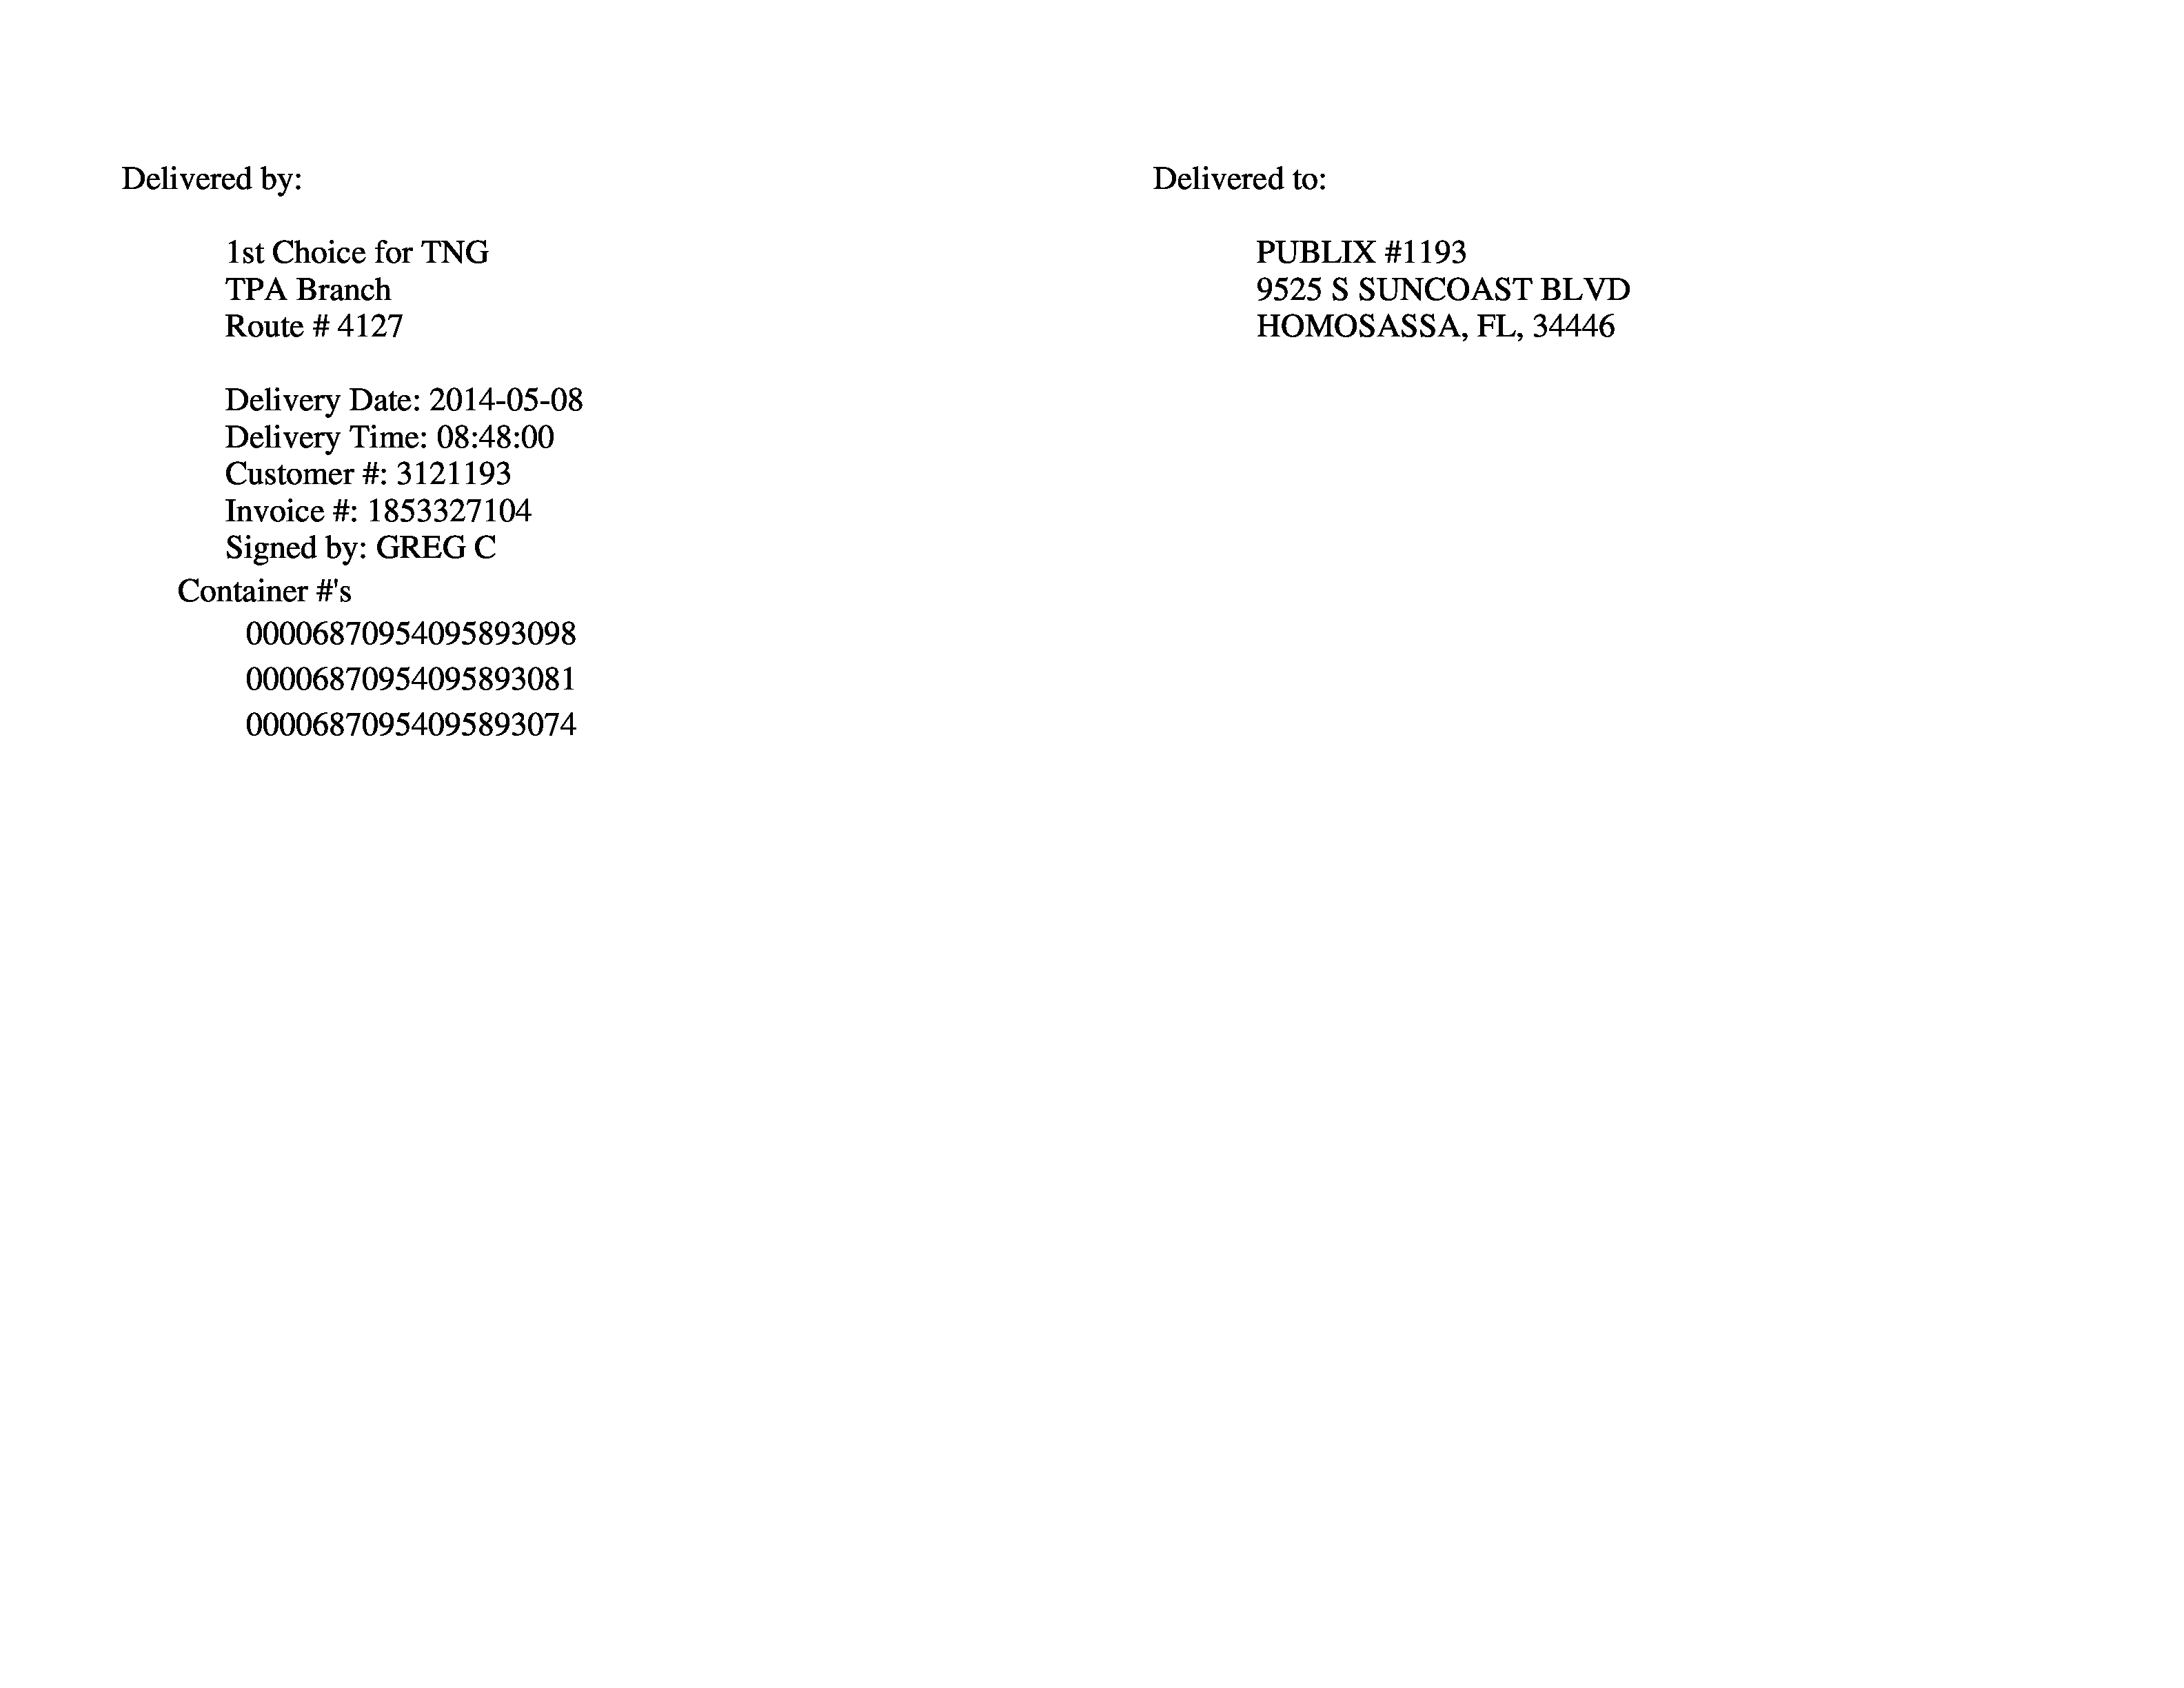 Delivered by:
1st Choice for TNG
TPA Branch
Route # 4127
Delivery Date: 2014-05-08
Delivery Time: 08:48:00
Customer #: 3121193
Invoice #: 1853327104
Signed by: GREG C
Container #'s
00006870954095893098
00006870954095893081
00006870954095893074
Delivered to:
PUBLIX #1193
9525 S SUNCOAST BLVD
HOMOSASSA, FL, 34446